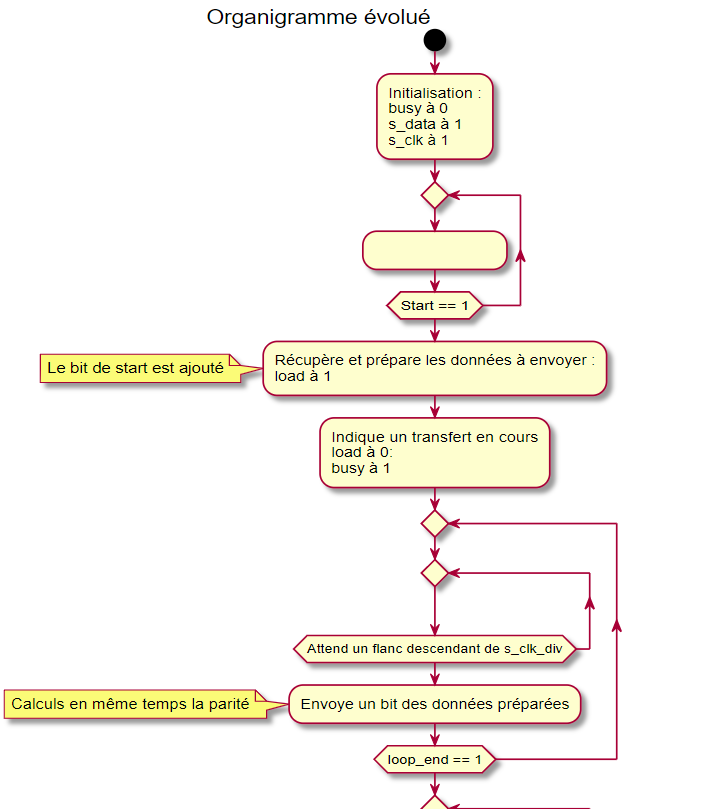 Organigramme évolué
Initialisation :
busy à 0
s_data à 1
s_clk à 1
Start == 1
Le bit de start est ajouté
Récupère et prépare les données à envoyer :
load à 1
Indique un transfert en cours
load à 0:
busy à 1
Attend un flanc descendant de s_clk_div
Calculs en même temps la parité
Envoye un bit des données préparées
loop_end == 1